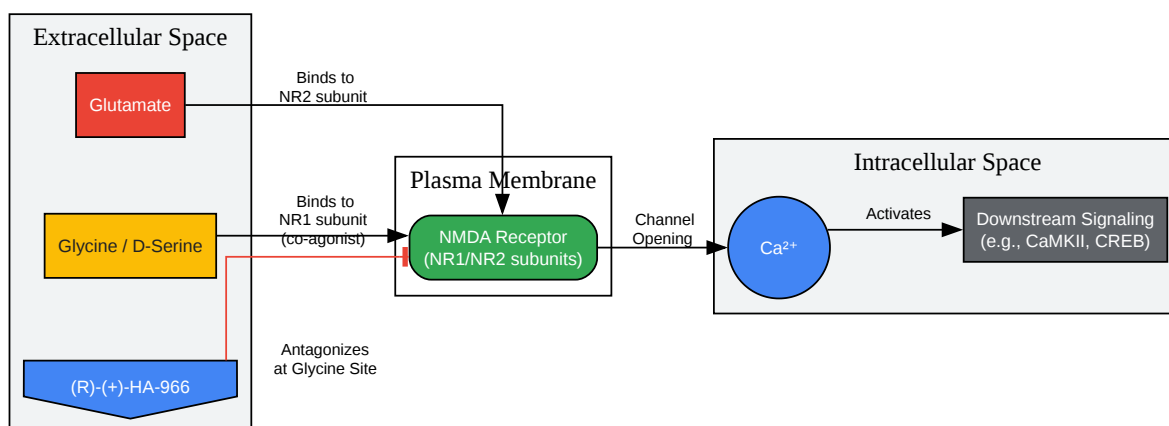 Extracellular Space
Glutamate
Binds to
NR2 subunit
Glycine / D-Serine
Binds to
NR1 subunit
(co-agonist)
(R)-(+)-HA-966
Antagonizes
at Glycine Site
Plasma Membrane
NMDA Receptor
(NR1/NR2 subunits)
Channel
Opening
Intracellular Space
Ca²⁺
Activates
Downstream Signaling
(e.g., CaMKII, CREB)